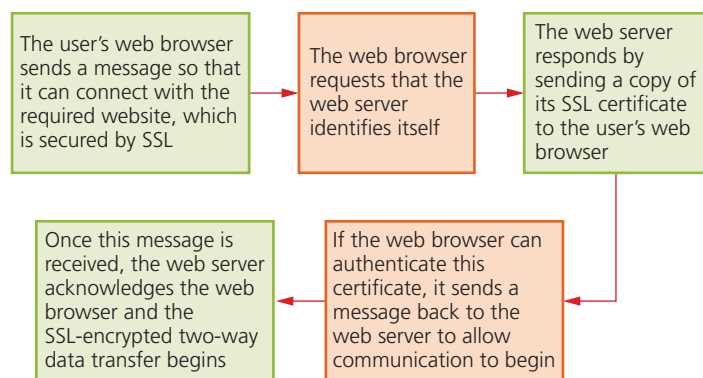 The user’s web browser
sends a message so that
it can connect with the
required website, which
is secured by SSL
The web browser
requests that the
web server
identifies itself
The web server
responds by
sending a copy of
its SSL certificate
to the user’s web
browser
If the web browser can
authenticate this
certificate, it sends a
message back to the
web server to allow
communication to begin
Once this message is
received, the web server
acknowledges the web
browser and the
SSL-encrypted two-way
data transfer begins